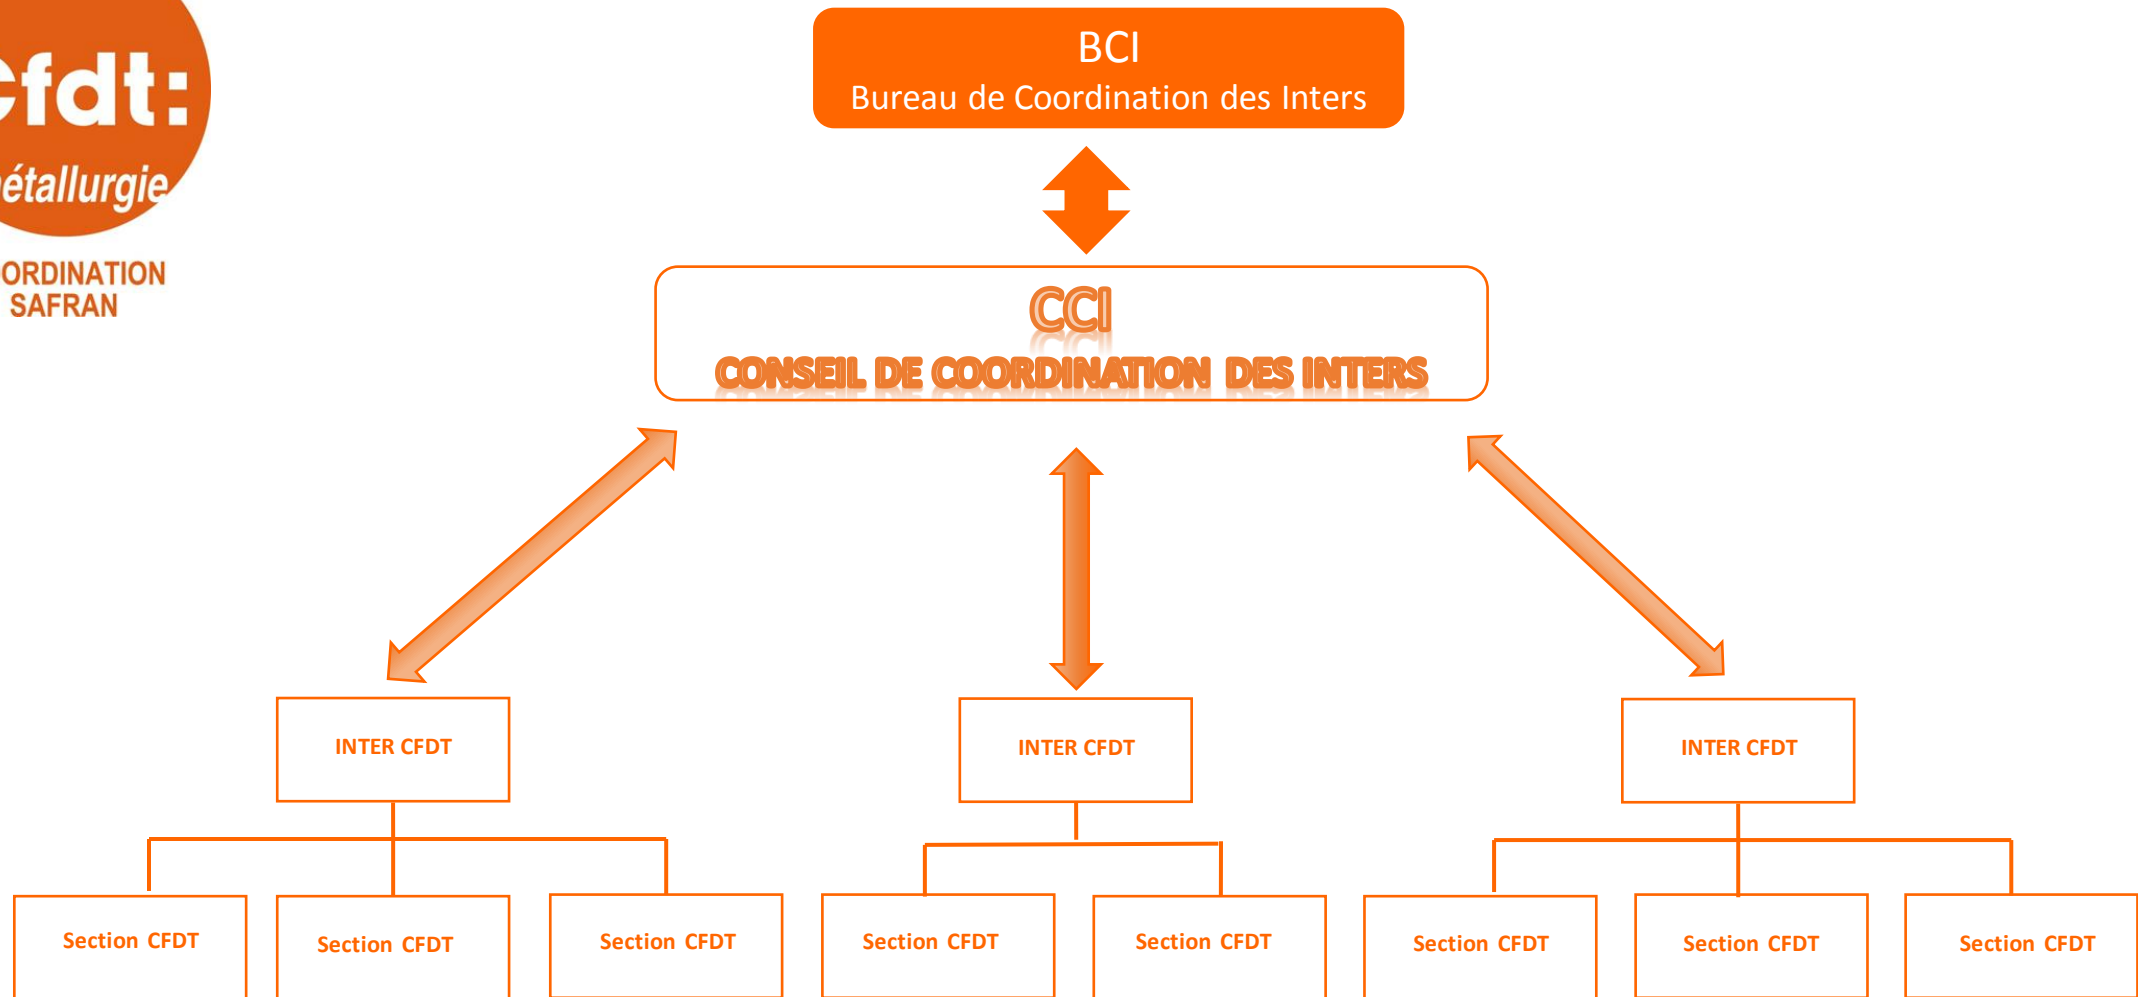 cfdt:
métallurgie
ORDINATION
SAFRAN
BCI
Bureau de Coordination des Inters
CCI
CONSEIL DE COORDINATION DES INTERS
INTER CFDT
INTER CFDT
INTER CFDT
Section CFDT
Section CFDT
Section CFDT
Section CFDT
Section CFDT
Section CFDT
Section CFDT
Section CFDT